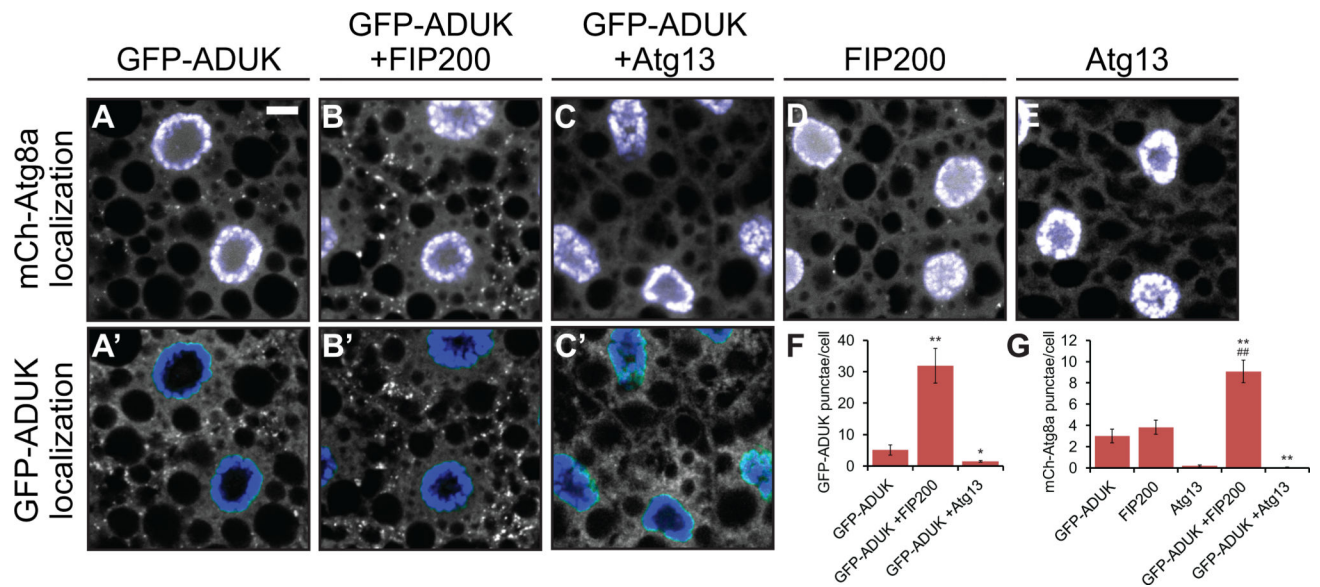 GFP-ADUK
GFP-ADUK
+FIP200
GFP-ADUK
+Atg13
FIP200
Atg13
mCh-Atg8a
localization
A
B
C
D
E
GFP-ADUK
localization
A'
B'
C'
F
GFP-ADUK punctae/cell
40
30
20
10
0
**
*
GFP-ADUK
GFP-ADUK +FIP200
GFP-ADUK +Atg13
G
mCh-Atg8a punctae/cell
12
10
8
6
4
2
0
**
##
**
GFP-ADUK
FIP200
Atg13
GFP-ADUK +FIP200
GFP-ADUK +Atg13